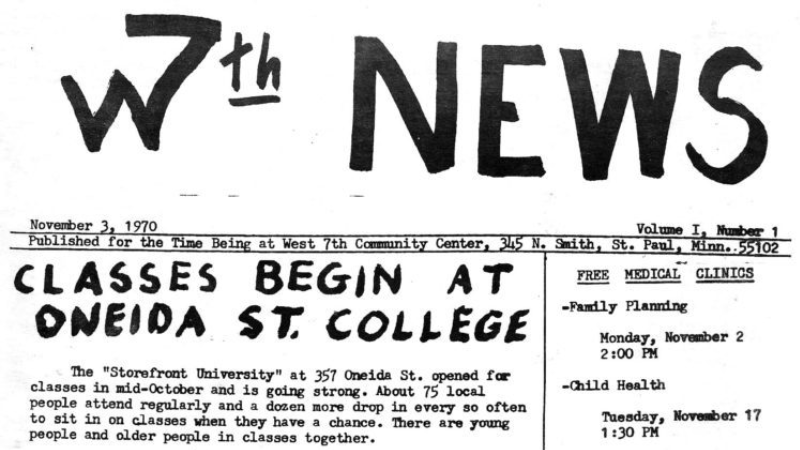 W 7th NEWS
November 3, 1970
Volume I, Number 1
Published for the Time Being at West 7th Community Center, 345 N. Smith, St. Paul, Minn. 55102
CLASSES BEGIN AT
ONEIDA ST. COLLEGE
The "Storefront University" at 357 Oneida St. opened for
classes in mid-October and is going strong. About 75 local
people attend regularly and a dozen more drop in every so often
to sit in on classes when they have a chance. There are young
people and older people in classes together.
FREE MEDICAL CLINICS
-Family Planning
Monday, November 2
2:00 PM
-Child Health
Tuesday, November 17
1:30 PM